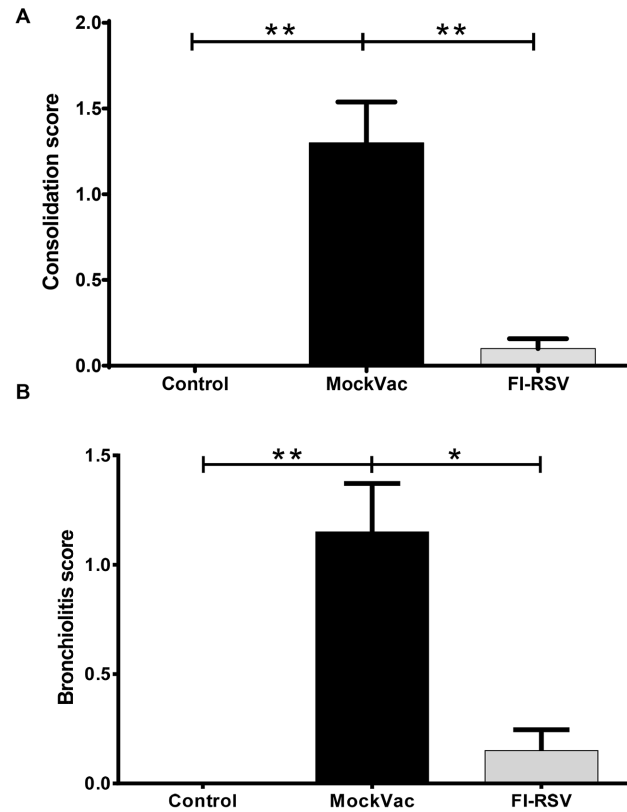 A
2.0
** **
1.5
1.0
0.5
0.0
Consolidation score
Control MockVac FI-RSV
B
1.5
** *
1.0
0.5
0.0
Bronchiolitis score
Control MockVac FI-RSV